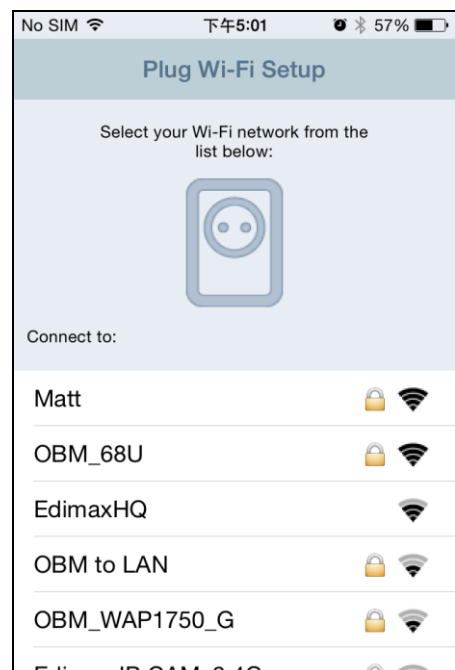 No SIM 下午5:01 57%
Plug Wi-Fi Setup
Select your Wi-Fi network from the
list below:
Connect to:
Matt
OBM_68U
EdimaxHQ
OBM to LAN
OBM_WAP1750_G